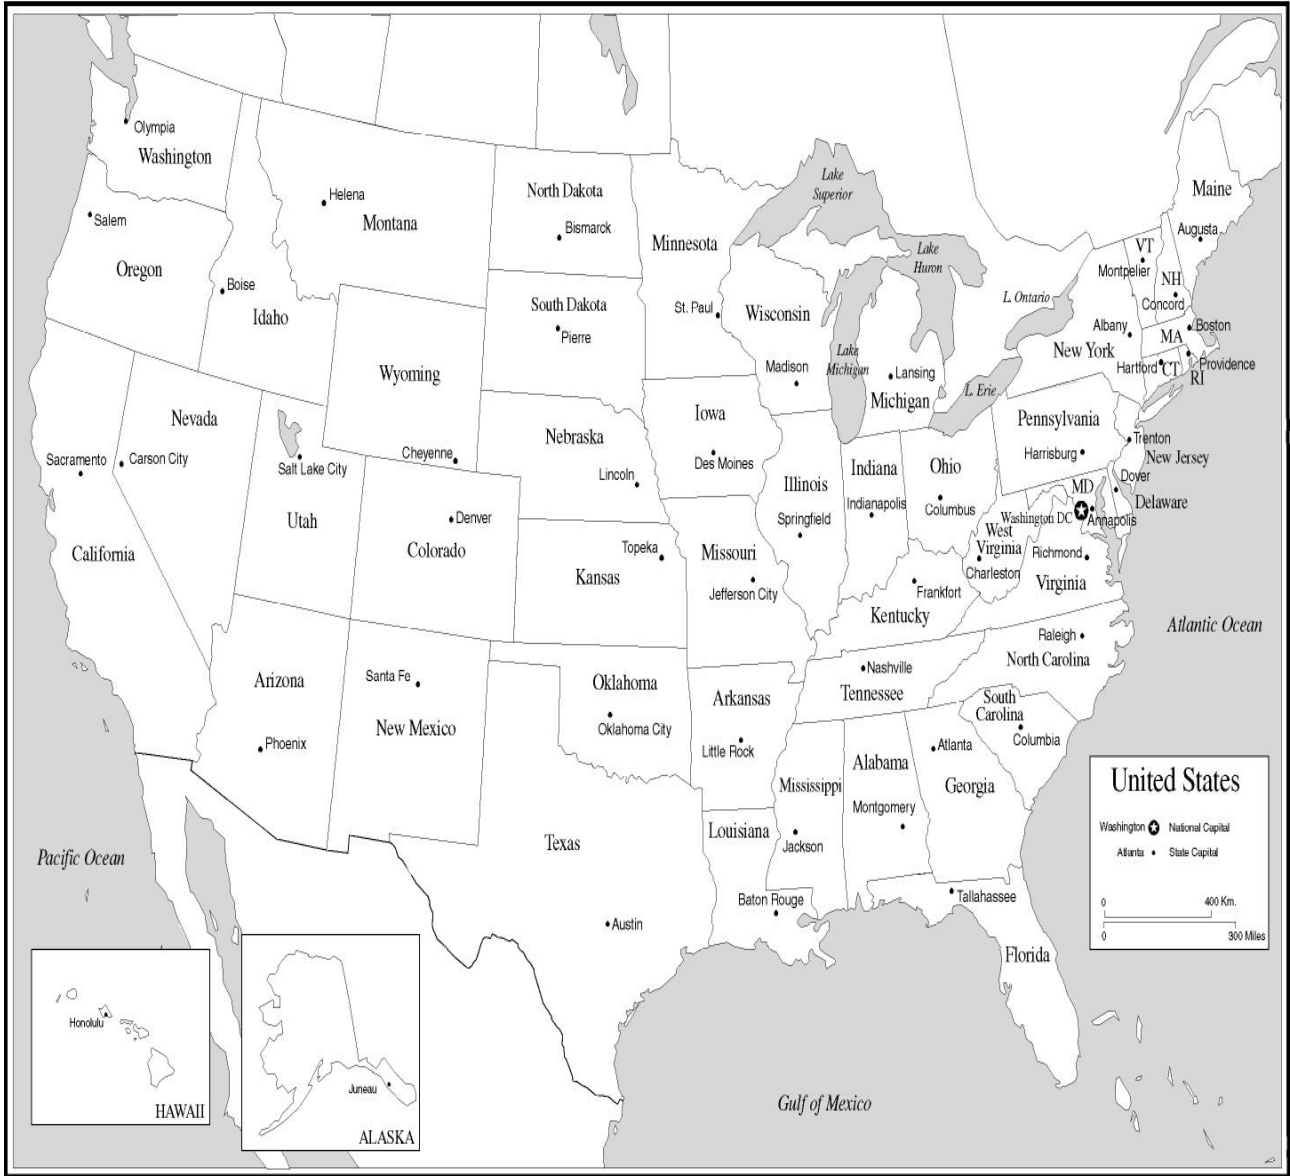 Olympia
Washington
Salem
Oregon
Boise
Idaho
Helena
Montana
North Dakota
Bismarck
South Dakota
Pierre
Minnesota
St. Paul
Lake
Superior
Wisconsin
Madison
Lake
Michigan
Lake
Huron
Lansing
Michigan
L. Ontario
L. Erie
Maine
Augusta
VT
Montpelier
NH
Concord
Albany
New York
MA
Boston
Hartford
CT
Providence
RI
Wyoming
Cheyenne
Nevada
Carson City
Sacramento
California
Salt Lake City
Utah
Denver
Colorado
Nebraska
Lincoln
Iowa
Des Moines
Illinois
Springfield
Indiana
Indianapolis
Ohio
Columbus
Pennsylvania
Harrisburg
Trenton
New Jersey
Dover
Delaware
MD
Washington DC
Annapolis
West
Virginia
Charleston
Richmond
Virginia
Topeka
Kansas
Missouri
Jefferson City
Frankfort
Kentucky
Atlantic Ocean
Raleigh
North Carolina
Nashville
Tennessee
South
Carolina
Columbia
Arizona
Phoenix
Santa Fe
New Mexico
Oklahoma
Oklahoma City
Arkansas
Little Rock
Mississippi
Jackson
Alabama
Montgomery
Atlanta
Georgia
Texas
Austin
Louisiana
Baton Rouge
Tallahassee
Florida
Pacific Ocean
Gulf of Mexico
Honolulu
HAWAII
Juneau
ALASKA
United States
Washington National Capital
Atlanta State Capital
0 400 Km.
0 300 Miles